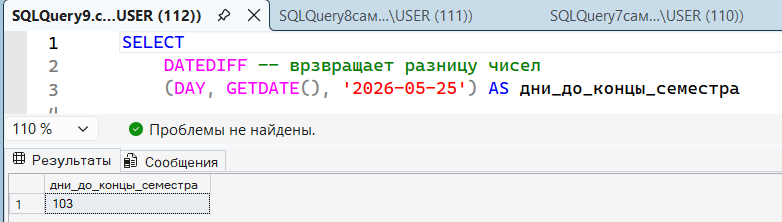 SQLQuery9.c...USER (112))
SQLQuery8сам...\USER (111))
SQLQuery7сам...\USER (110))
1 SELECT
2 DATEDIFF -- врзвращает разницу чисел
3 (DAY, GETDATE(), '2026-05-25') AS дни_до_концы_семестра
110 %
Проблемы не найдены.
Результаты
Сообщения
дни_до_концы_семестра
1 103